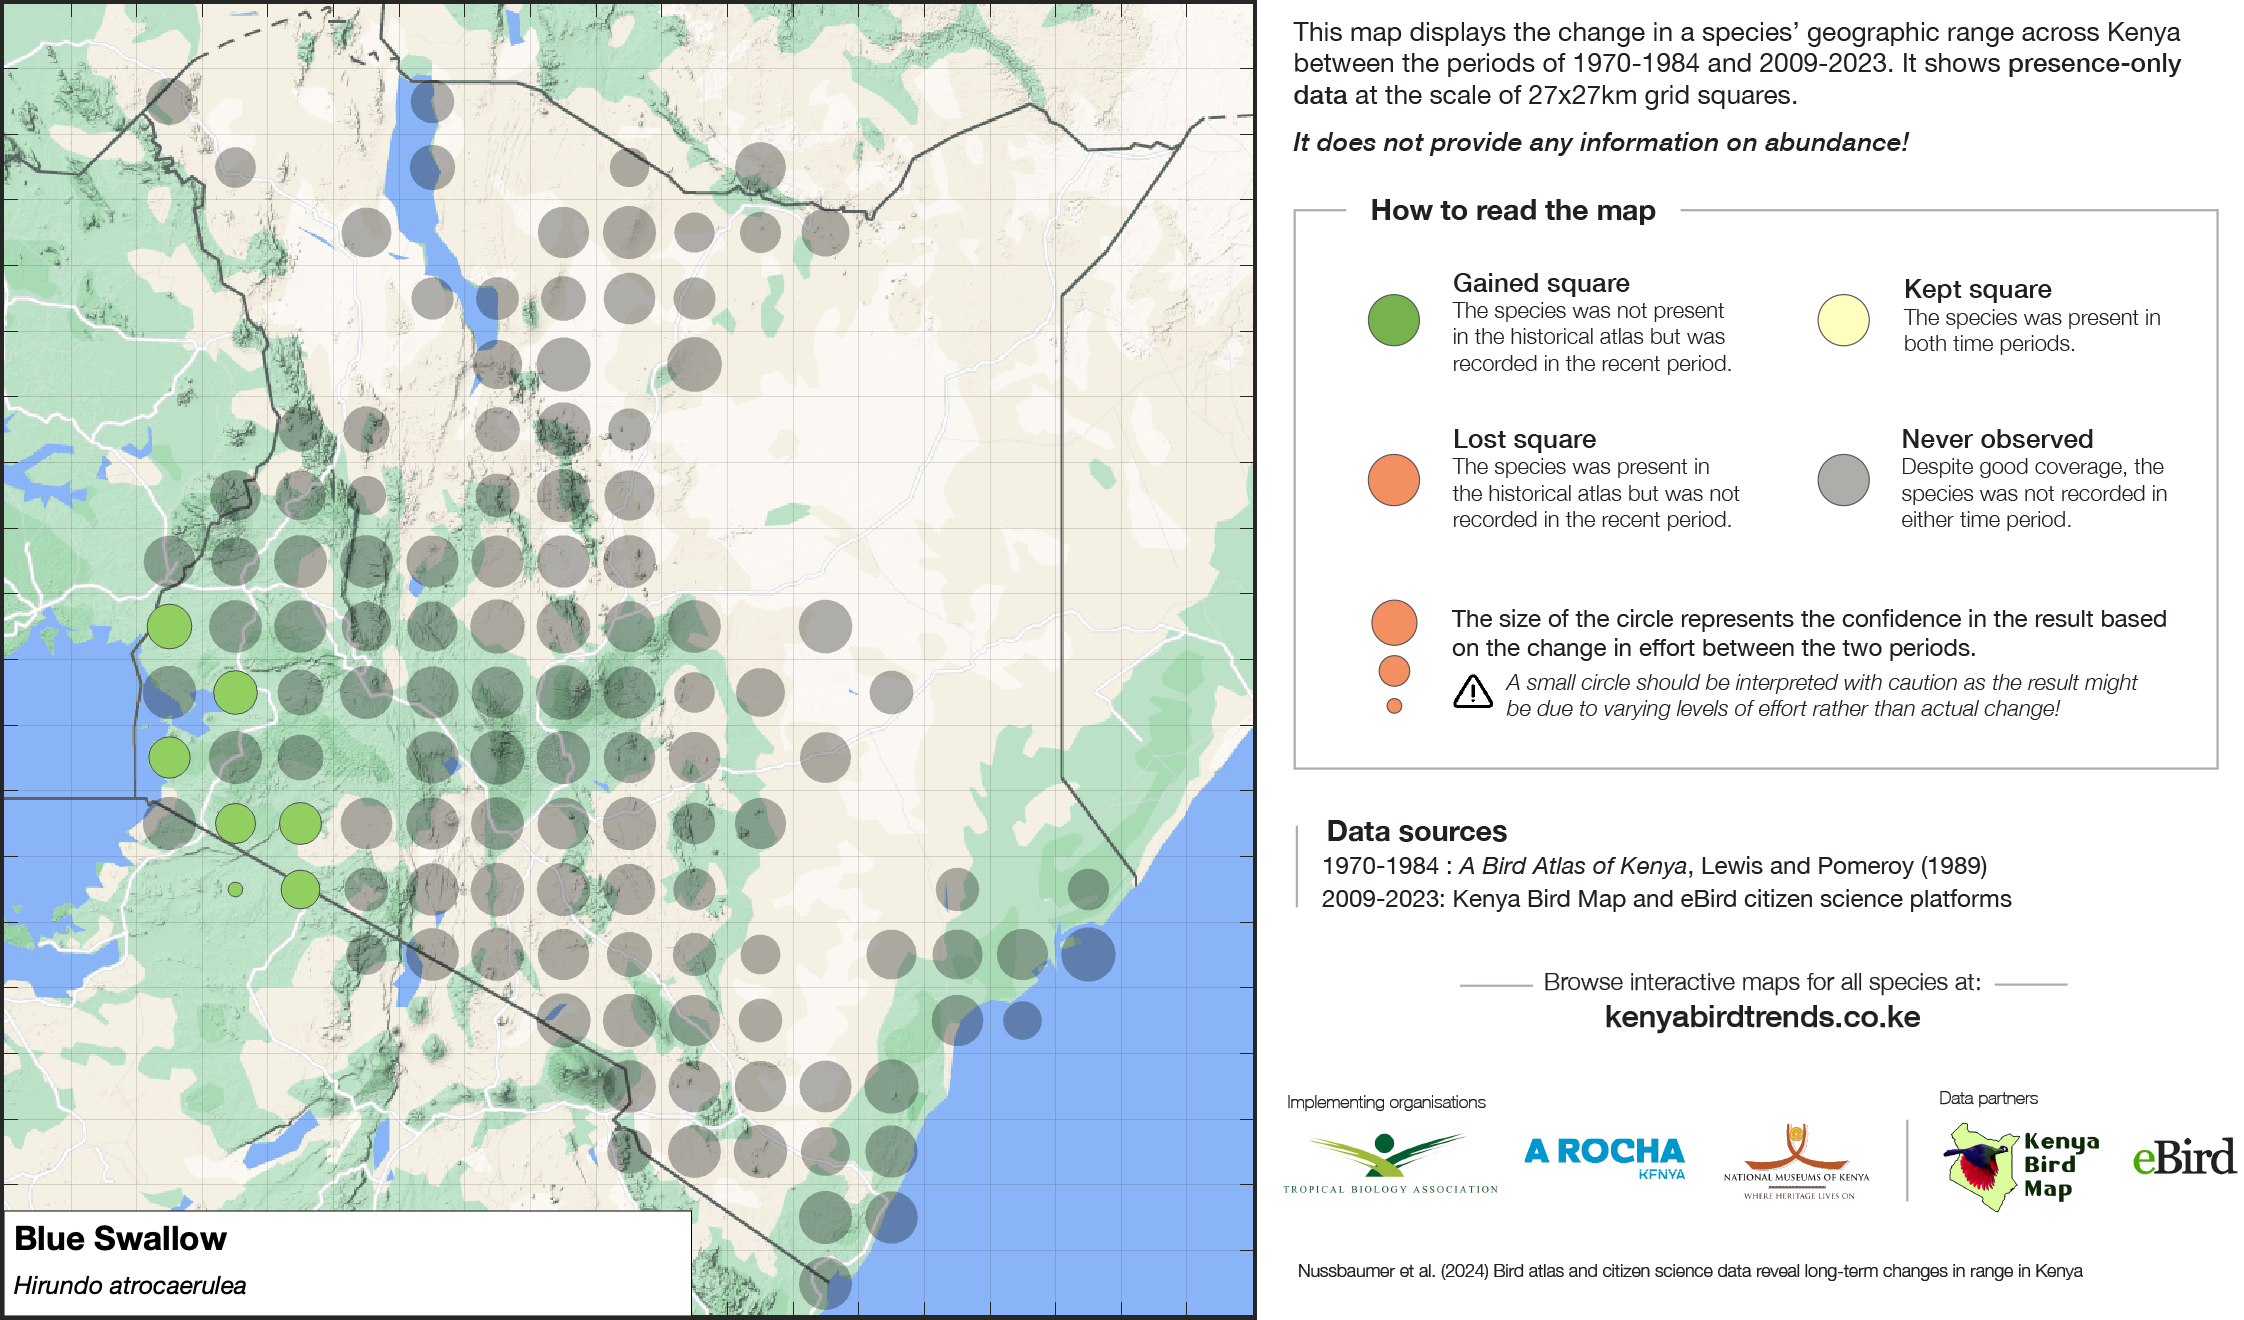 This map displays the change in a species' geographic range across Kenya
between the periods of 1970-1984 and 2009-2023. It shows presence-only
data at the scale of 27x27km grid squares.
It does not provide any information on abundance!
How to read the map
Gained square
The species was not present
in the historical atlas but was
recorded in the recent period.
Kept square
The species was present in
both time periods.
Lost square
The species was present in
the historical atlas but was not
recorded in the recent period.
Never observed
Despite good coverage, the
species was not recorded in
either time period.
The size of the circle represents the confidence in the result based
on the change in effort between the two periods.
A small circle should be interpreted with caution as the result might
be due to varying levels of effort rather than actual change!
Data sources
1970-1984 : A Bird Atlas of Kenya, Lewis and Pomeroy (1989)
2009-2023: Kenya Bird Map and eBird citizen science platforms
Browse interactive maps for all species at:
kenyabirdtrends.co.ke
Implementing organisations
Data partners
TROPICAL BIOLOGY ASSOCIATION
A ROCHA
KENYA
NATIONAL MUSEUMS OF KENYA
WHERE HERITAGE LIVES ON
Kenya
Bird
Map
eBird
Nussbaumer et al. (2024) Bird atlas and citizen science data reveal long-term changes in range in Kenya
Blue Swallow
Hirundo atrocaerulea